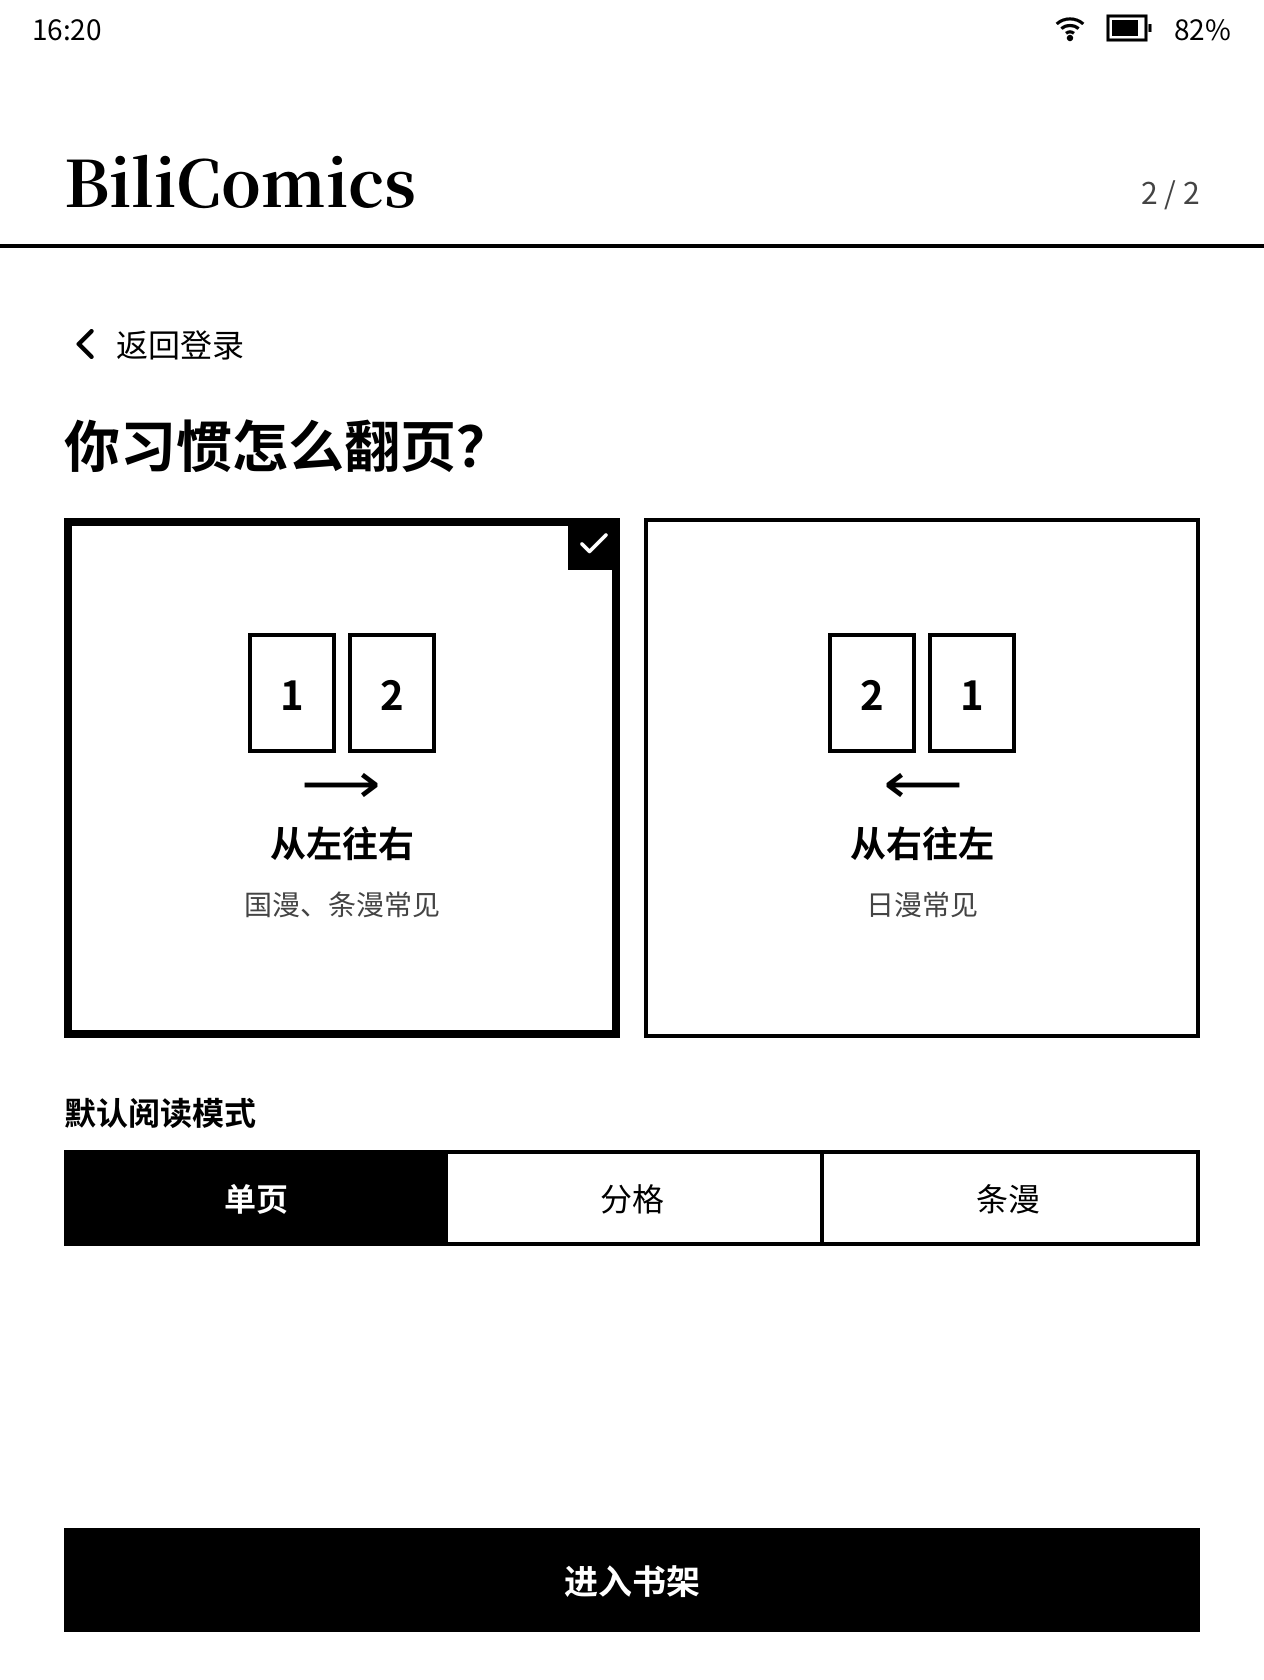 16:20
82%
BiliComics
2 / 2
返回登录
你习惯怎么翻页？
1 2
从左往右
国漫、条漫常见
2 1
从右往左
日漫常见
默认阅读模式
单页 分格 条漫
进入书架